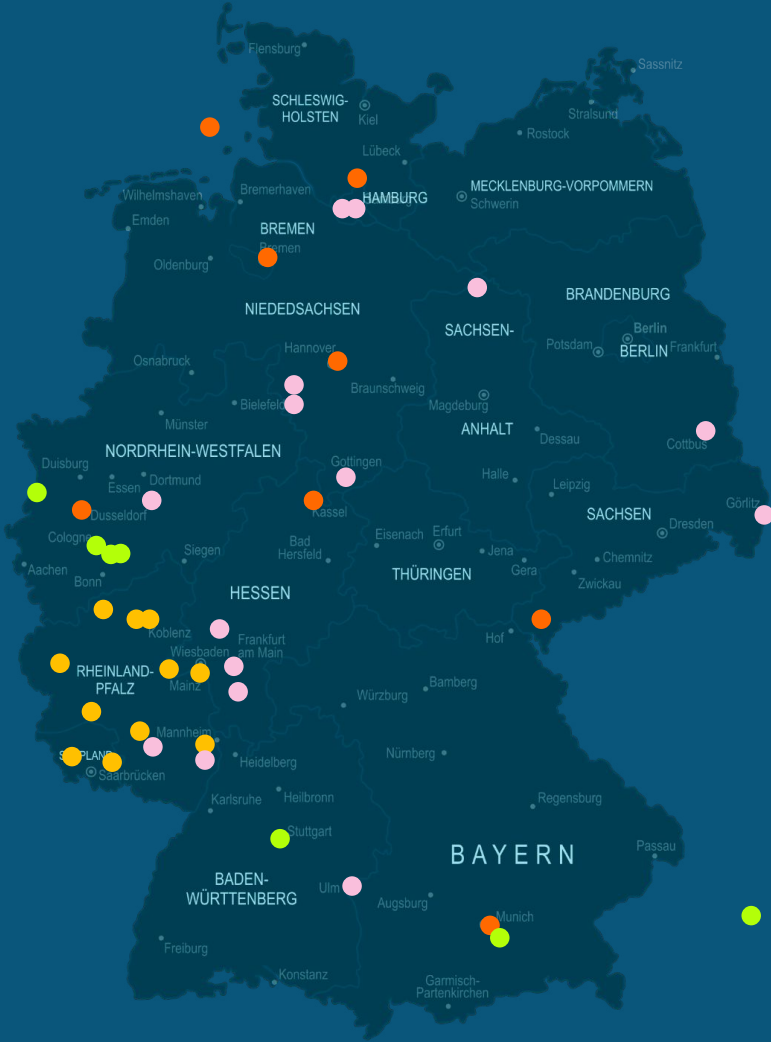 Flensburg
Sassnitz
SCHLESWIG-
HOLSTEN
Kiel
Stralsund
Rostock
Lübeck
Wilhelmshaven
Bremerhaven
HAMBURG
MECKLENBURG-VORPOMMERN
Schwerin
Emden
BREMEN
Bremen
Oldenburg
BRANDENBURG
NIEDEDSACHSEN
SACHSEN-
Berlin
Potsdam
BERLIN
Frankfurt
Hannover
Osnabruck
Braunschweig
Bielefeld
Magdeburg
Münster
ANHALT
Dessau
Cottbus
NORDRHEIN-WESTFALEN
Duisburg
Gottingen
Essen
Dortmund
Halle
Leipzig
Görlitz
Dusseldorf
Kassel
SACHSEN
Dresden
Cologne
Eisenach
Erfurt
Bad
Hersfeld
Siegen
Jena
Chemnitz
Aachen
Bonn
THÜRINGEN
Gera
Zwickau
HESSEN
Koblenz
Hof
Frankfurt
am Main
Wiesbaden
RHEINLAND-
PFALZ
Mainz
Bamberg
Würzburg
Mannheim
Nürnberg
Heidelberg
Saarbrücken
Karlsruhe
Heilbronn
Regensburg
Stuttgart
BAYERN
Passau
BADEN-
WÜRTTENBERG
Ulm
Augsburg
Munich
Freiburg
Konstanz
Garmisch-
Partenkirchen